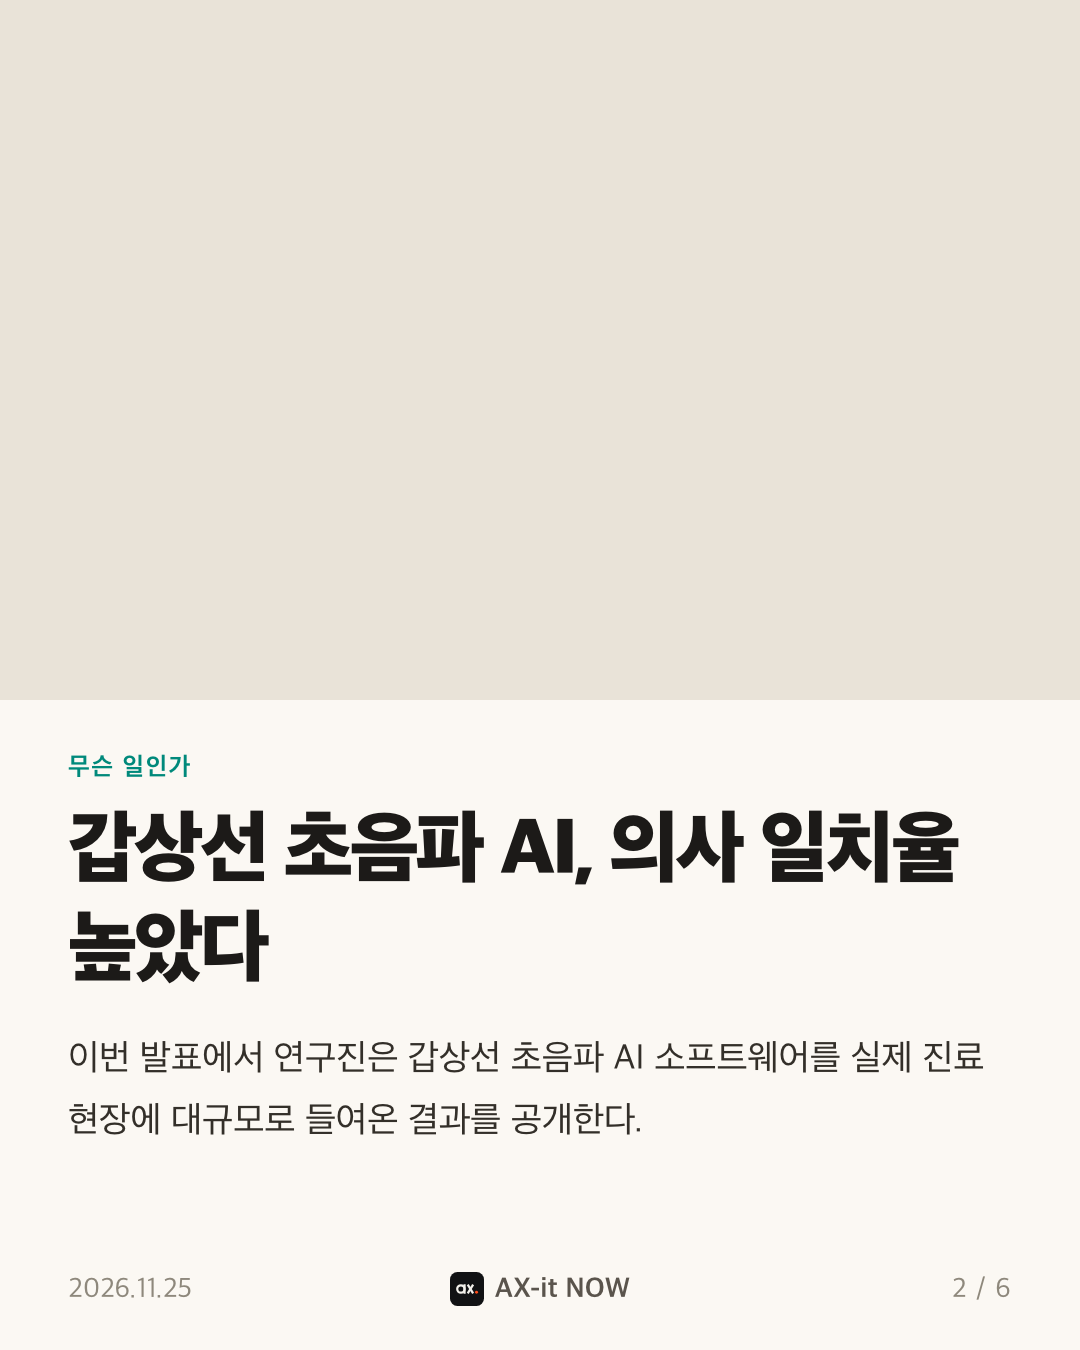 무슨 일인가
갑상선 초음파 AI, 의사 일치율
높았다
이번 발표에서 연구진은 갑상선 초음파 AI 소프트웨어를 실제 진료
현장에 대규모로 들여온 결과를 공개한다.
2026.11.25
ax. AX-it NOW
2 / 6